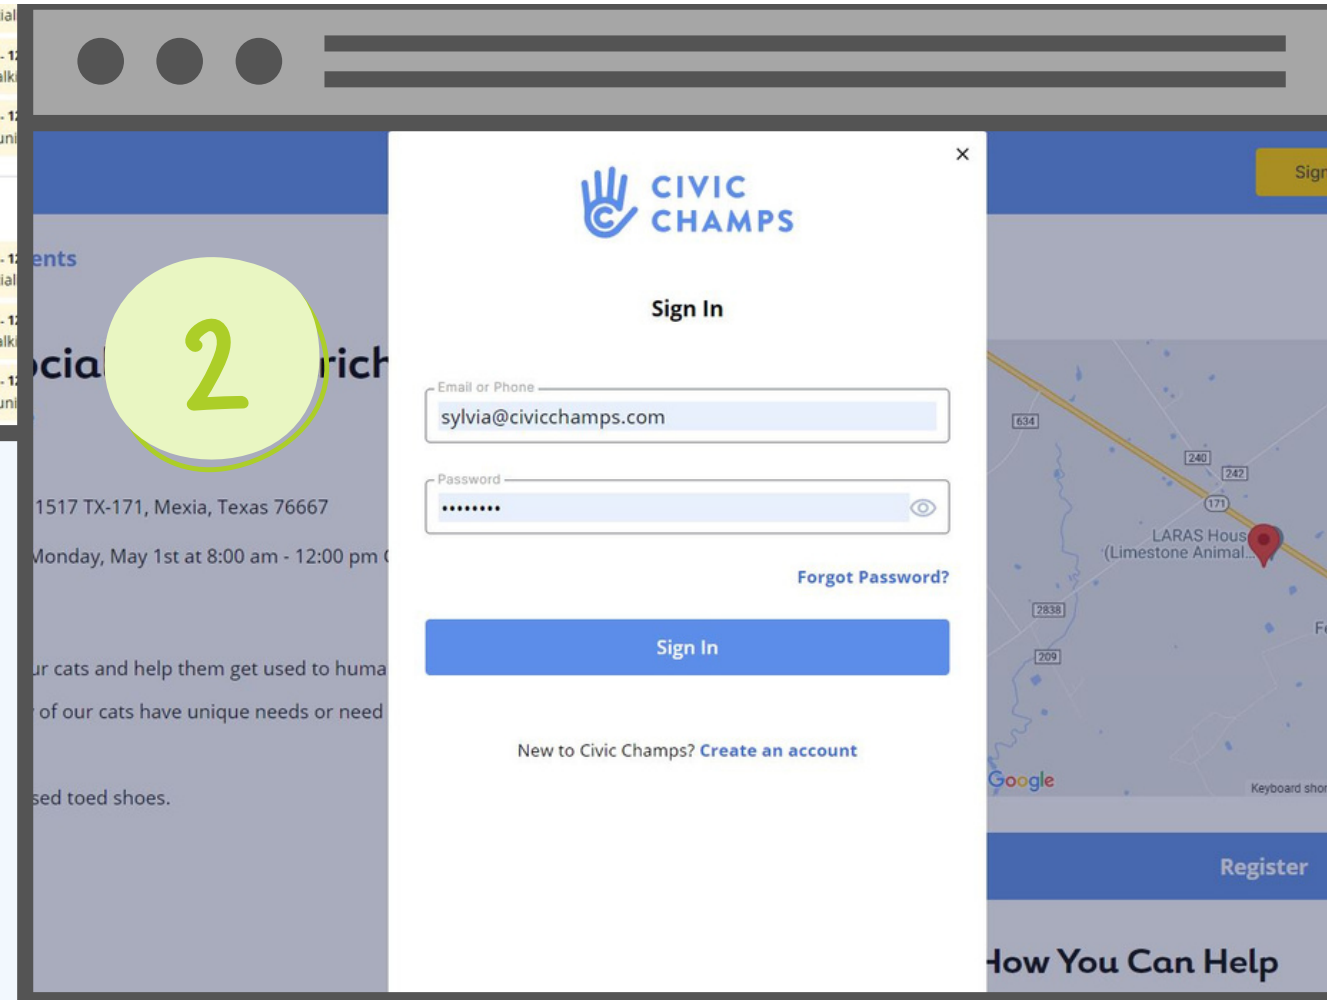 CIVIC
CHAMPS
×
Sign
Sign In
2
Email or Phone
sylvia@civicchamps.com
Password
••••••••
Forgot Password?
Sign In
New to Civic Champs? Create an account
1517 TX-171, Mexia, Texas 76667
Monday, May 1st at 8:00 am - 12:00 pm
ur cats and help them get used to huma
of our cats have unique needs or need
sed toed shoes.
634
240
242
171
LARAS Hous
(Limestone Animal...
2838
209
Google
Keyboard shor
Register
How You Can Help